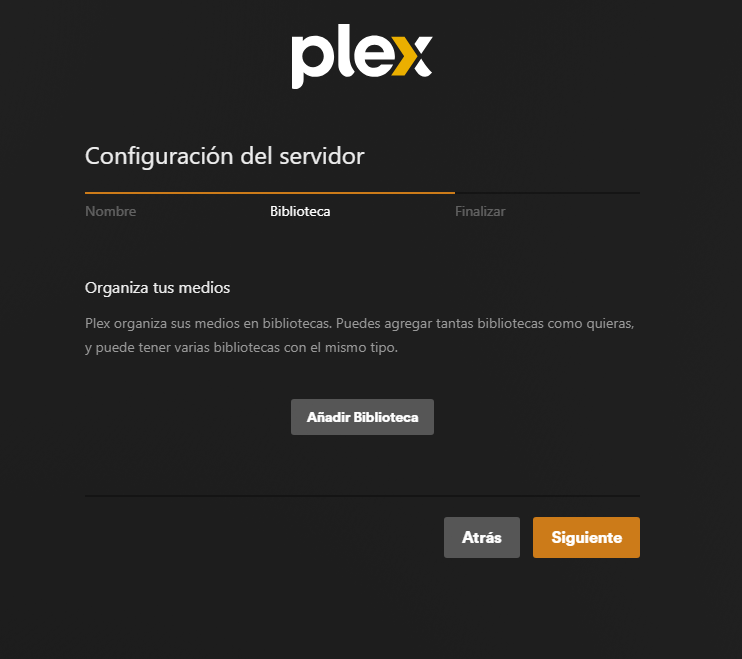 plex
Configuración del servidor
Nombre
Biblioteca
Finalizar
Organiza tus medios
Plex organiza sus medios en bibliotecas. Puedes agregar tantas bibliotecas como quieras,
y puede tener varias bibliotecas con el mismo tipo.
Añadir Biblioteca
Atrás
Siguiente